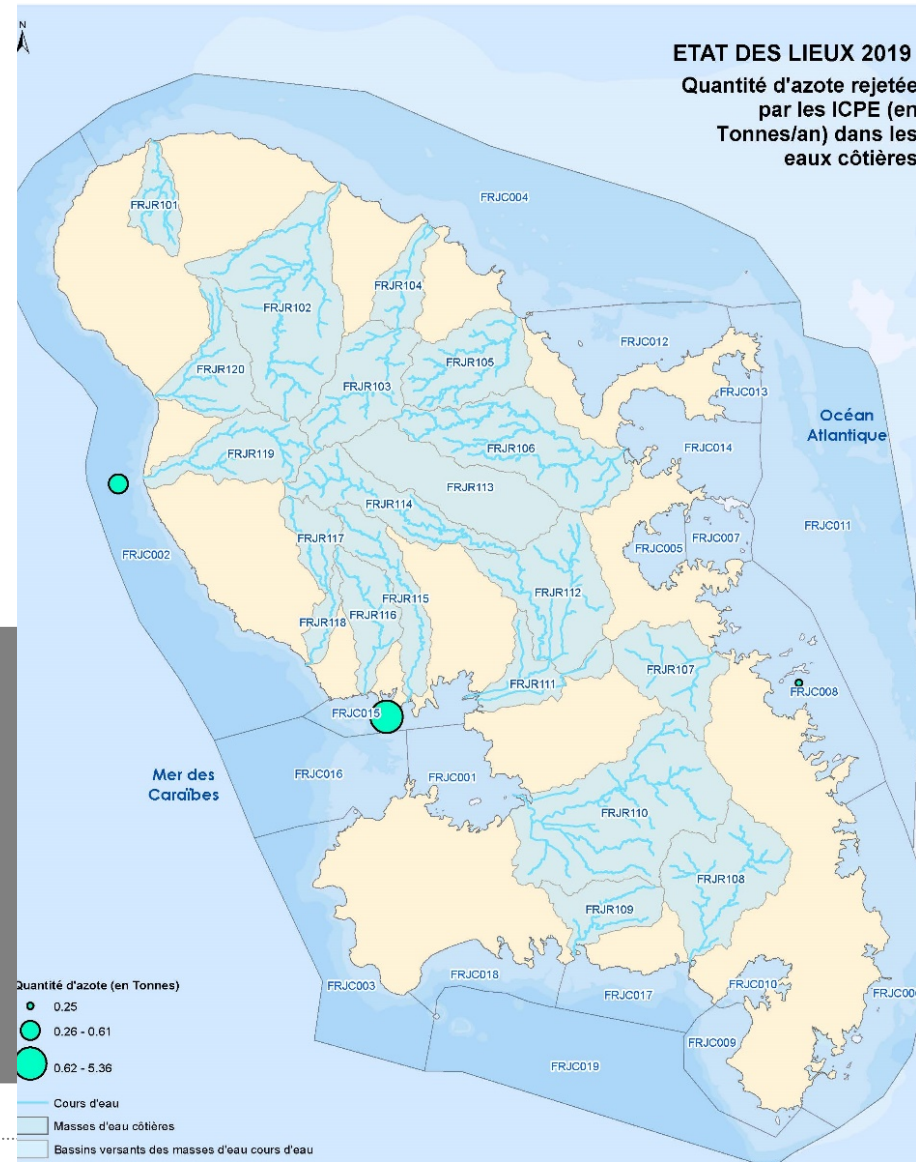 N
ETAT DES LIEUX 2019
Quantité d'azote rejetée
par les ICPE (en
Tonnes/an) dans les
eaux côtières
FRJR101
FRJC004
FRJR104
FRJR102
FRJC012
FRJR105
FRJR120
FRJR103
FRJC013
Océan
Atlantique
FRJC014
FRJR106
FRJR119
FRJR113
FRJR114
FRJC011
FRJR117
FRJC005
FRJC007
FRJC002
FRJR112
FRJR115
FRJR116
FRJR118
FRJR107
FRJR111
FRJC008
FRJC015
Mer des
Caraïbes
FRJC016
FRJC001
FRJR110
FRJR108
FRJR109
FRJC018
FRJC003
FRJC017
FRJC010
FRJC009
FRJC019
Quantité d'azote (en Tonnes)
0.25
0.26 - 0.61
0.62 - 5.36
Cours d'eau
Masses d'eau côtières
Bassins versants des masses d'eau cours d'eau